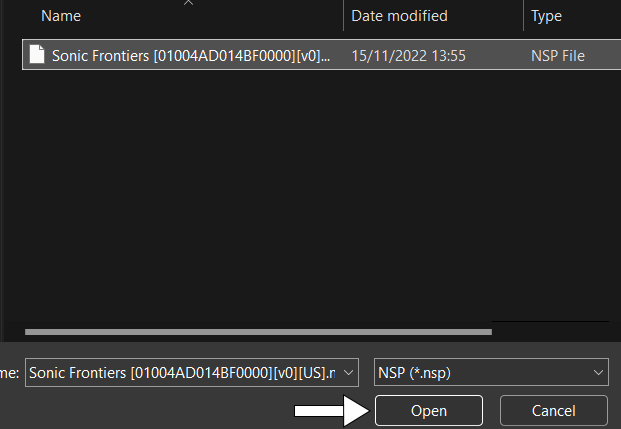 Name Date modified Type
Sonic Frontiers [01004AD014BF0000][v0]... 15/11/2022 13:55 NSP File
me: Sonic Frontiers [01004AD014BF0000][v0][US].n NSP (*.nsp)
Open Cancel